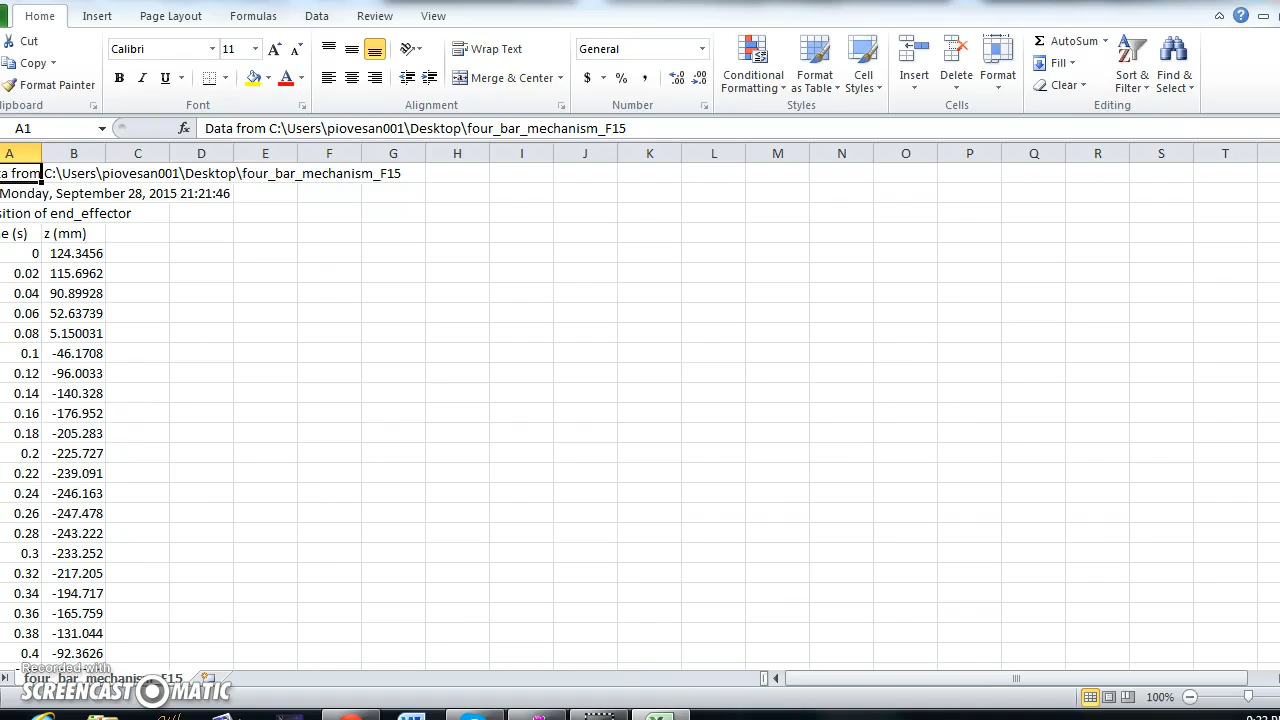 Home Insert Page Layout Formulas Data Review View
Cut
Copy
Format Painter
lipboard
Calibri 11
B I U A
Font
Wrap Text
Merge & Center
Alignment
General
$ % ,
Number
Conditional Formatting
Format as Table
Cell Styles
Styles
Insert Delete Format
Cells
AutoSum
Fill
Clear
Sort & Filter
Find & Select
Editing
A1 fx Data from C:\Users\piovesan001\Desktop\four_bar_mechanism_F15
A B C D E F G H I J K L M N O P Q R S T
ta from C:\Users\piovesan001\Desktop\four_bar_mechanism_F15
Monday, September 28, 2015 21:21:46
sition of end_effector
e (s) z (mm)
0 124.3456
0.02 115.6962
0.04 90.89928
0.06 52.63739
0.08 5.150031
0.1 -46.1708
0.12 -96.0033
0.14 -140.328
0.16 -176.952
0.18 -205.283
0.2 -225.727
0.22 -239.091
0.24 -246.163
0.26 -247.478
0.28 -243.222
0.3 -233.252
0.32 -217.205
0.34 -194.717
0.36 -165.759
0.38 -131.044
0.4 -92.3626
four_bar_mechanism_F15
Recorded with
SCREENCAST MATIC
100%